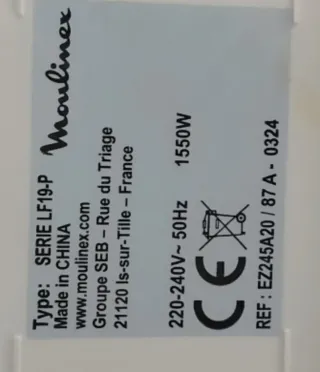 Moulinex
Type: SERIE LF19-P
Made in CHINA
www.moulinex.com
Groupe SEB – Rue du Triage
21120 Is-sur-Tille – France
220-240V~ 50Hz 1550W
CE
REF : EZ245A20 / 87 A - 0324